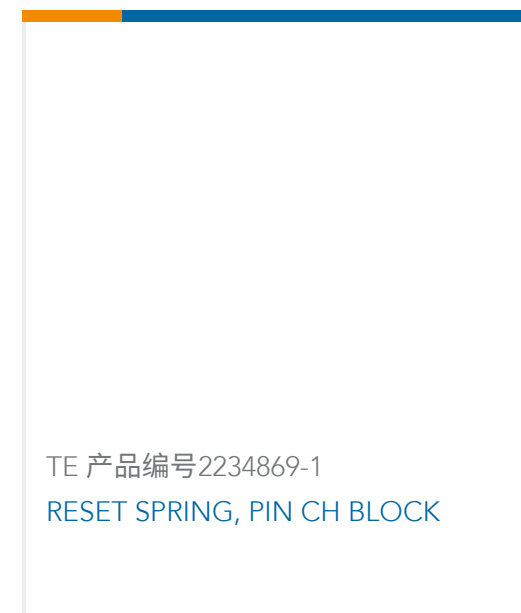 TE 产品编号2234869-1
RESET SPRING, PIN CH BLOCK